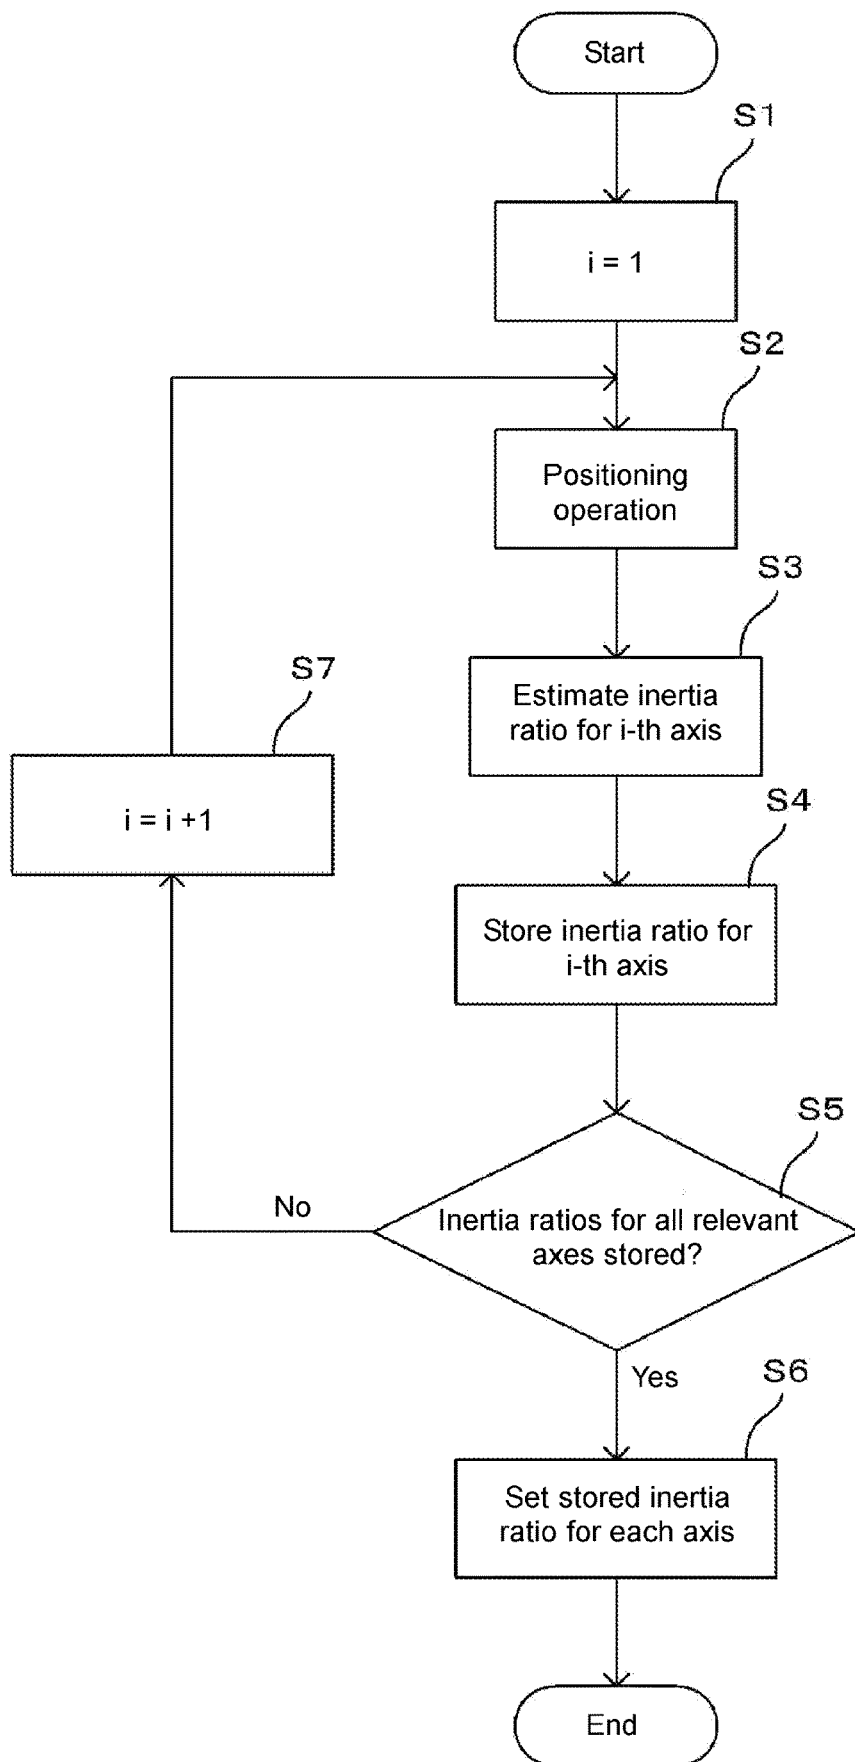 Start
S1
i = 1
S2
Positioning
operation
S3
Estimate inertia
ratio for i-th axis
S7
i = i +1
S4
Store inertia ratio for
i-th axis
S5
No
Inertia ratios for all relevant
axes stored?
Yes
S6
Set stored inertia
ratio for each axis
End